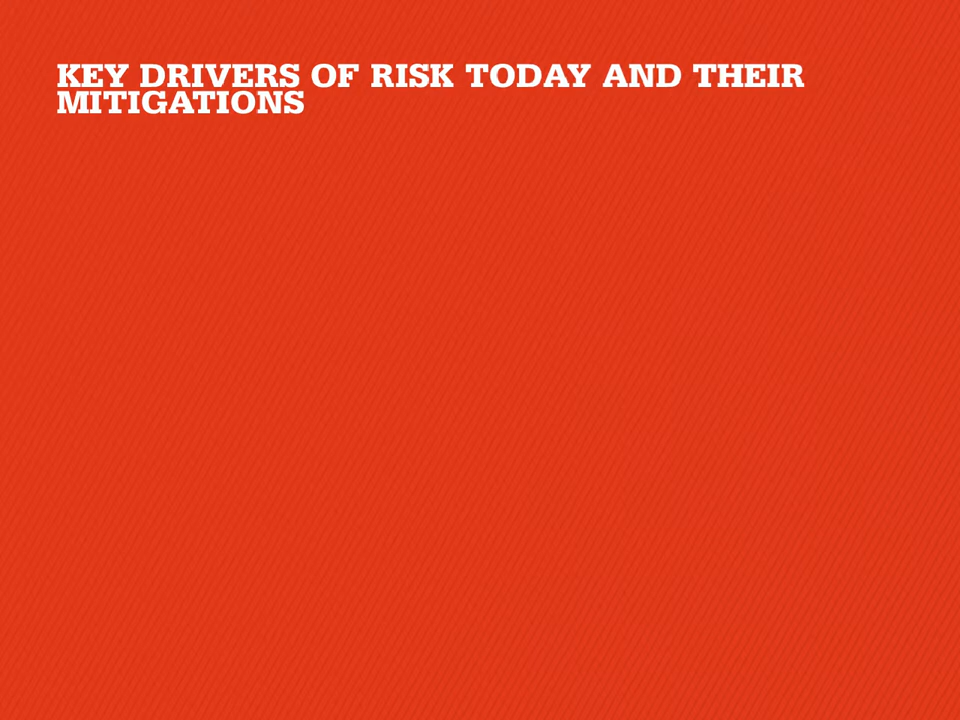 KEY DRIVERS OF RISK TODAY AND THEIR
MITIGATIONS